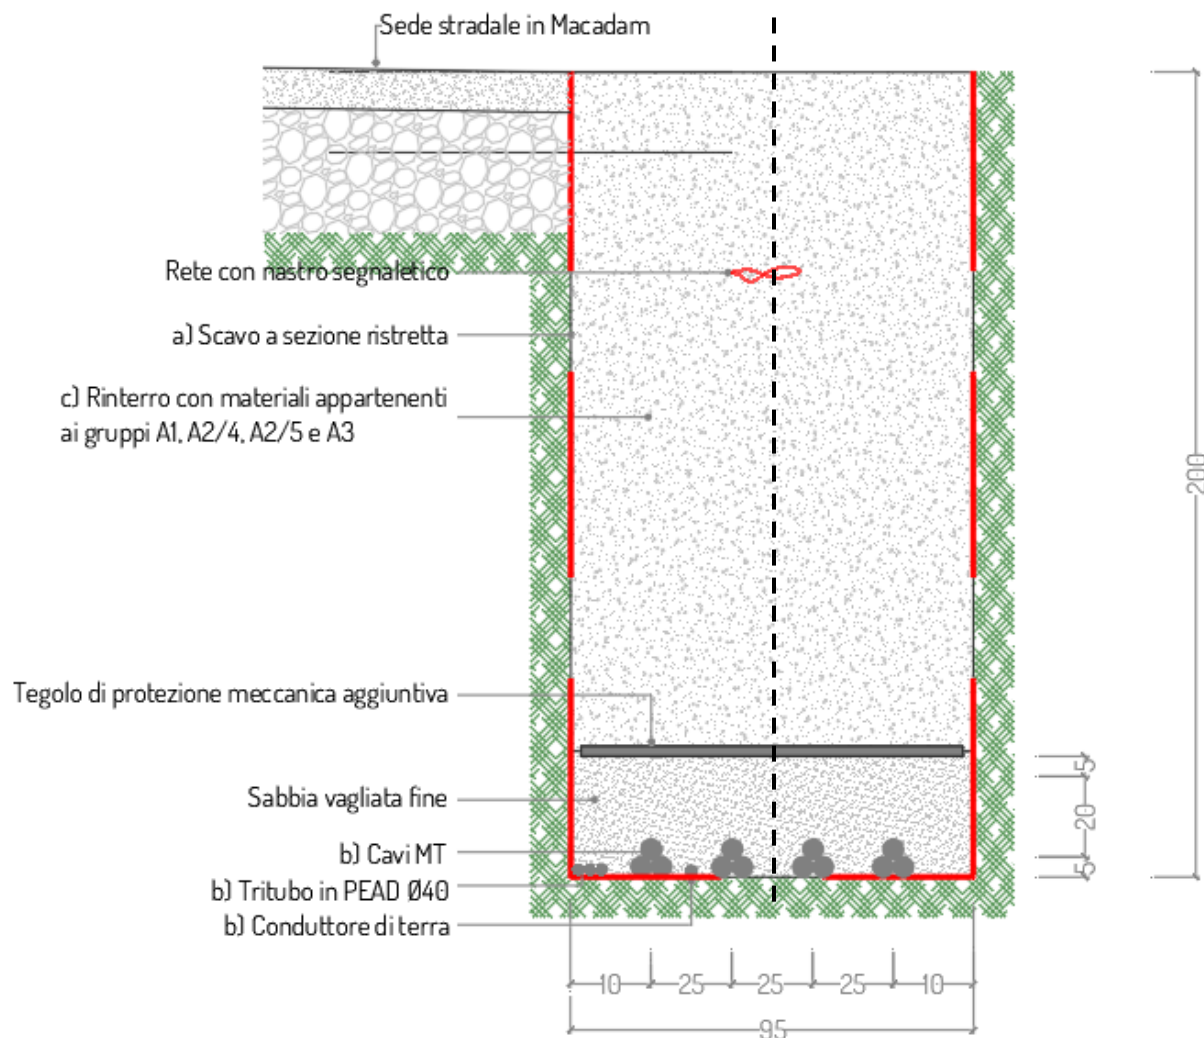 Sede stradale in Macadam
Rete con nastro segnaletico
a) Scavo a sezione ristretta
c) Rinterro con materiali appartenenti
ai gruppi A1, A2/4, A2/5 e A3
200
Tegolo di protezione meccanica aggiuntiva
5
Sabbia vagliata fine
20
b) Cavi MT
5
b) Tritubo in PEAD Ø40
b) Conduttore di terra
10 25 25 25 10
95